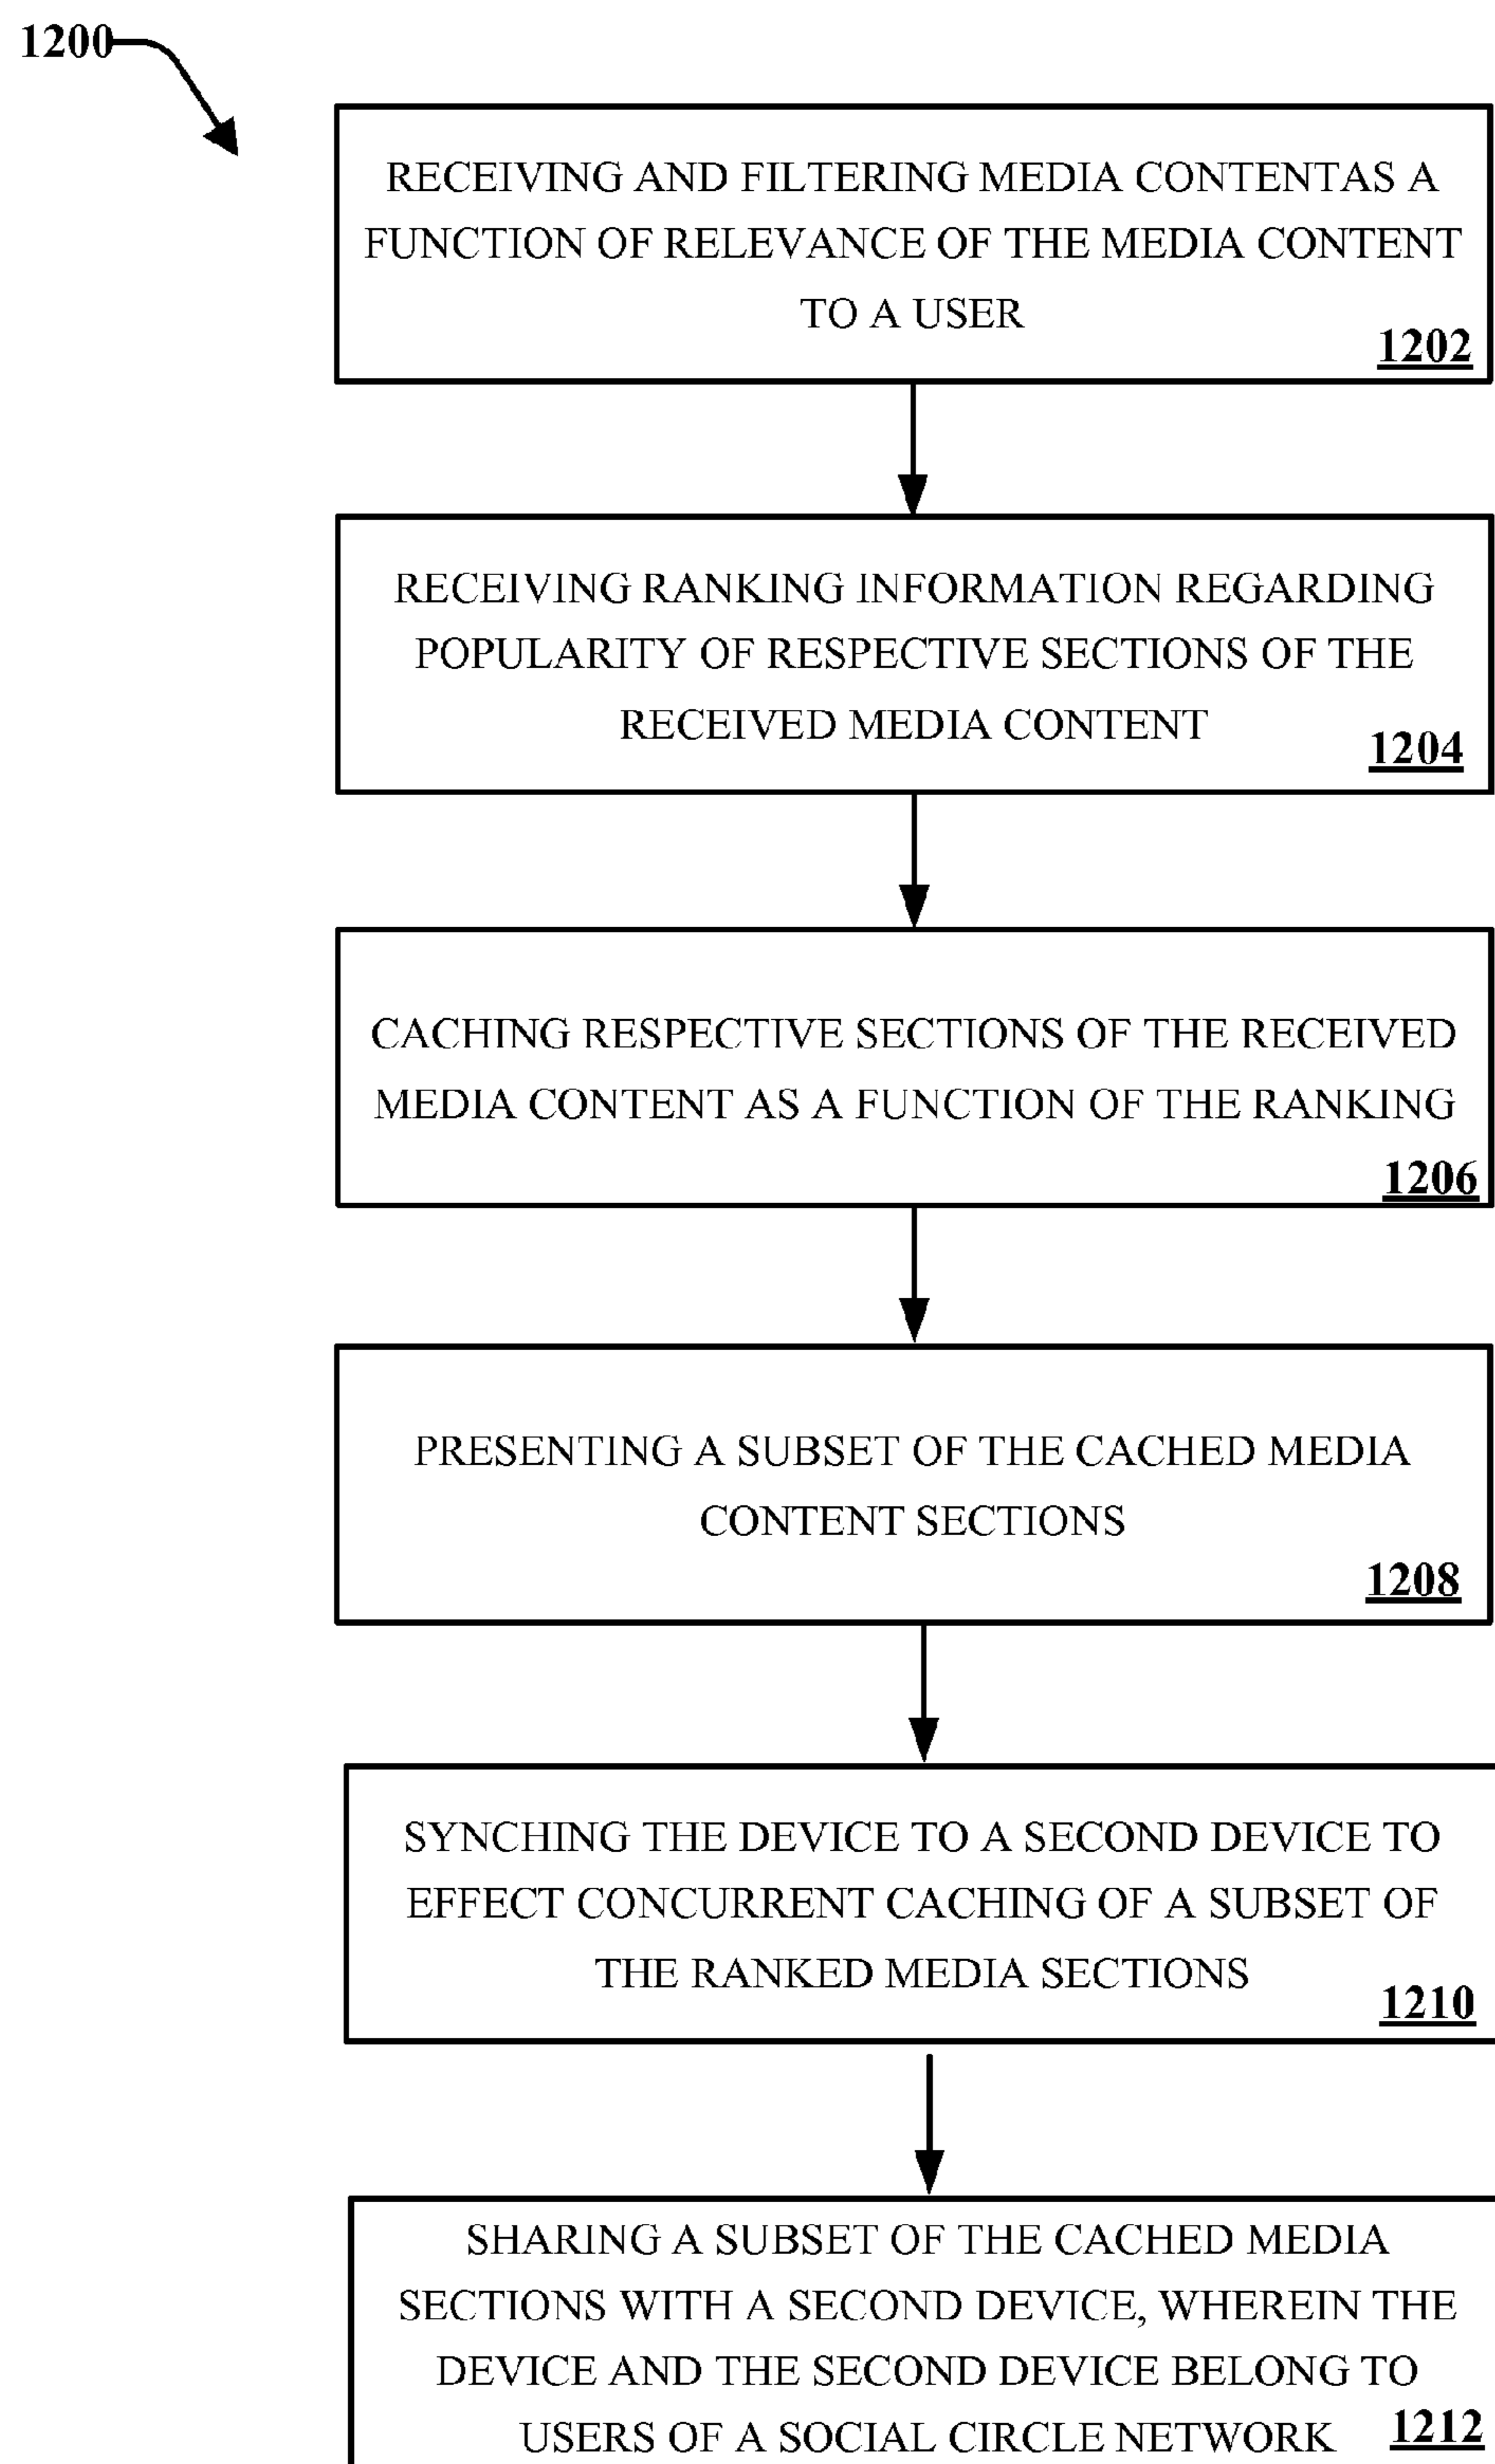 1200
RECEIVING AND FILTERING MEDIA CONTENTAS A
FUNCTION OF RELEVANCE OF THE MEDIA CONTENT
TO A USER
1202
RECEIVING RANKING INFORMATION REGARDING
POPULARITY OF RESPECTIVE SECTIONS OF THE
RECEIVED MEDIA CONTENT
1204
CACHING RESPECTIVE SECTIONS OF THE RECEIVED
MEDIA CONTENT AS A FUNCTION OF THE RANKING
1206
PRESENTING A SUBSET OF THE CACHED MEDIA
CONTENT SECTIONS
1208
SYNCHING THE DEVICE TO A SECOND DEVICE TO
EFFECT CONCURRENT CACHING OF A SUBSET OF
THE RANKED MEDIA SECTIONS
1210
SHARING A SUBSET OF THE CACHED MEDIA
SECTIONS WITH A SECOND DEVICE, WHEREIN THE
DEVICE AND THE SECOND DEVICE BELONG TO
USERS OF A SOCIAL CIRCLE NETWORK
1212